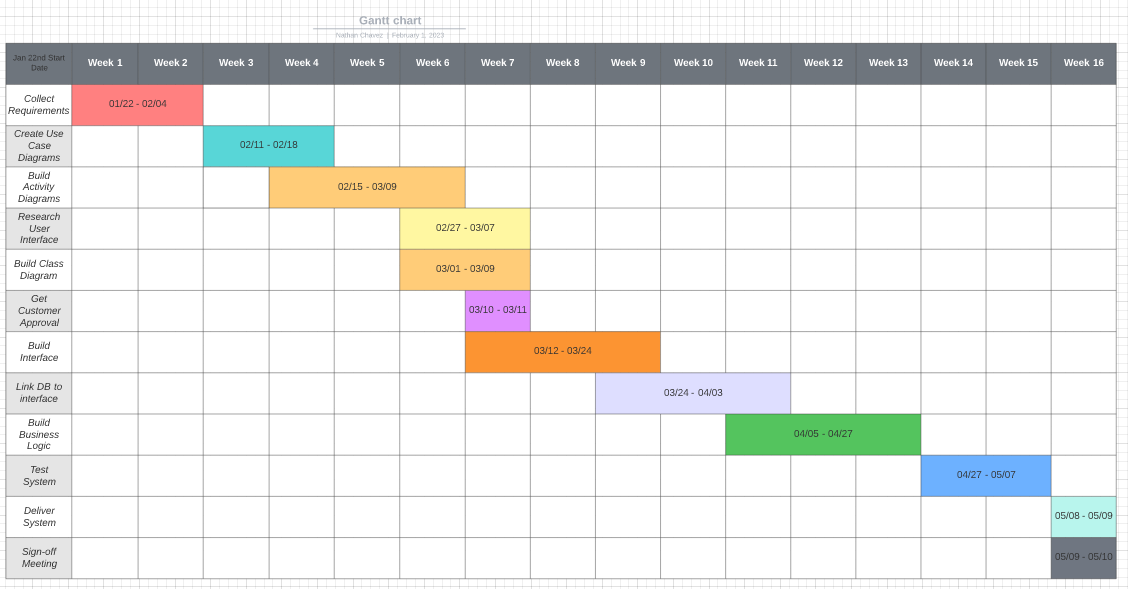 Gantt chart
Nathan Chavez | February 2, 2023
Jan 22nd Start
Date
Week 1
Week 2
Week 3
Week 4
Week 5
Week 6
Week 7
Week 8
Week 9
Week 10
Week 11
Week 12
Week 13
Week 14
Week 15
Week 16
Collect
Requirements
01/22 - 02/04
Create Use
Case
Diagrams
02/11 - 02/18
Build
Activity
Diagrams
02/15 - 03/09
Research
User
Interface
02/27 - 03/07
Build Class
Diagram
03/01 - 03/09
Get
Customer
Approval
03/10 - 03/11
Build
Interface
03/12 - 03/24
Link DB to
interface
03/24 - 04/03
Build
Business
Logic
04/05 - 04/27
Test
System
04/27 - 05/07
Deliver
System
05/08 - 05/09
Sign-off
Meeting
05/09 - 05/10